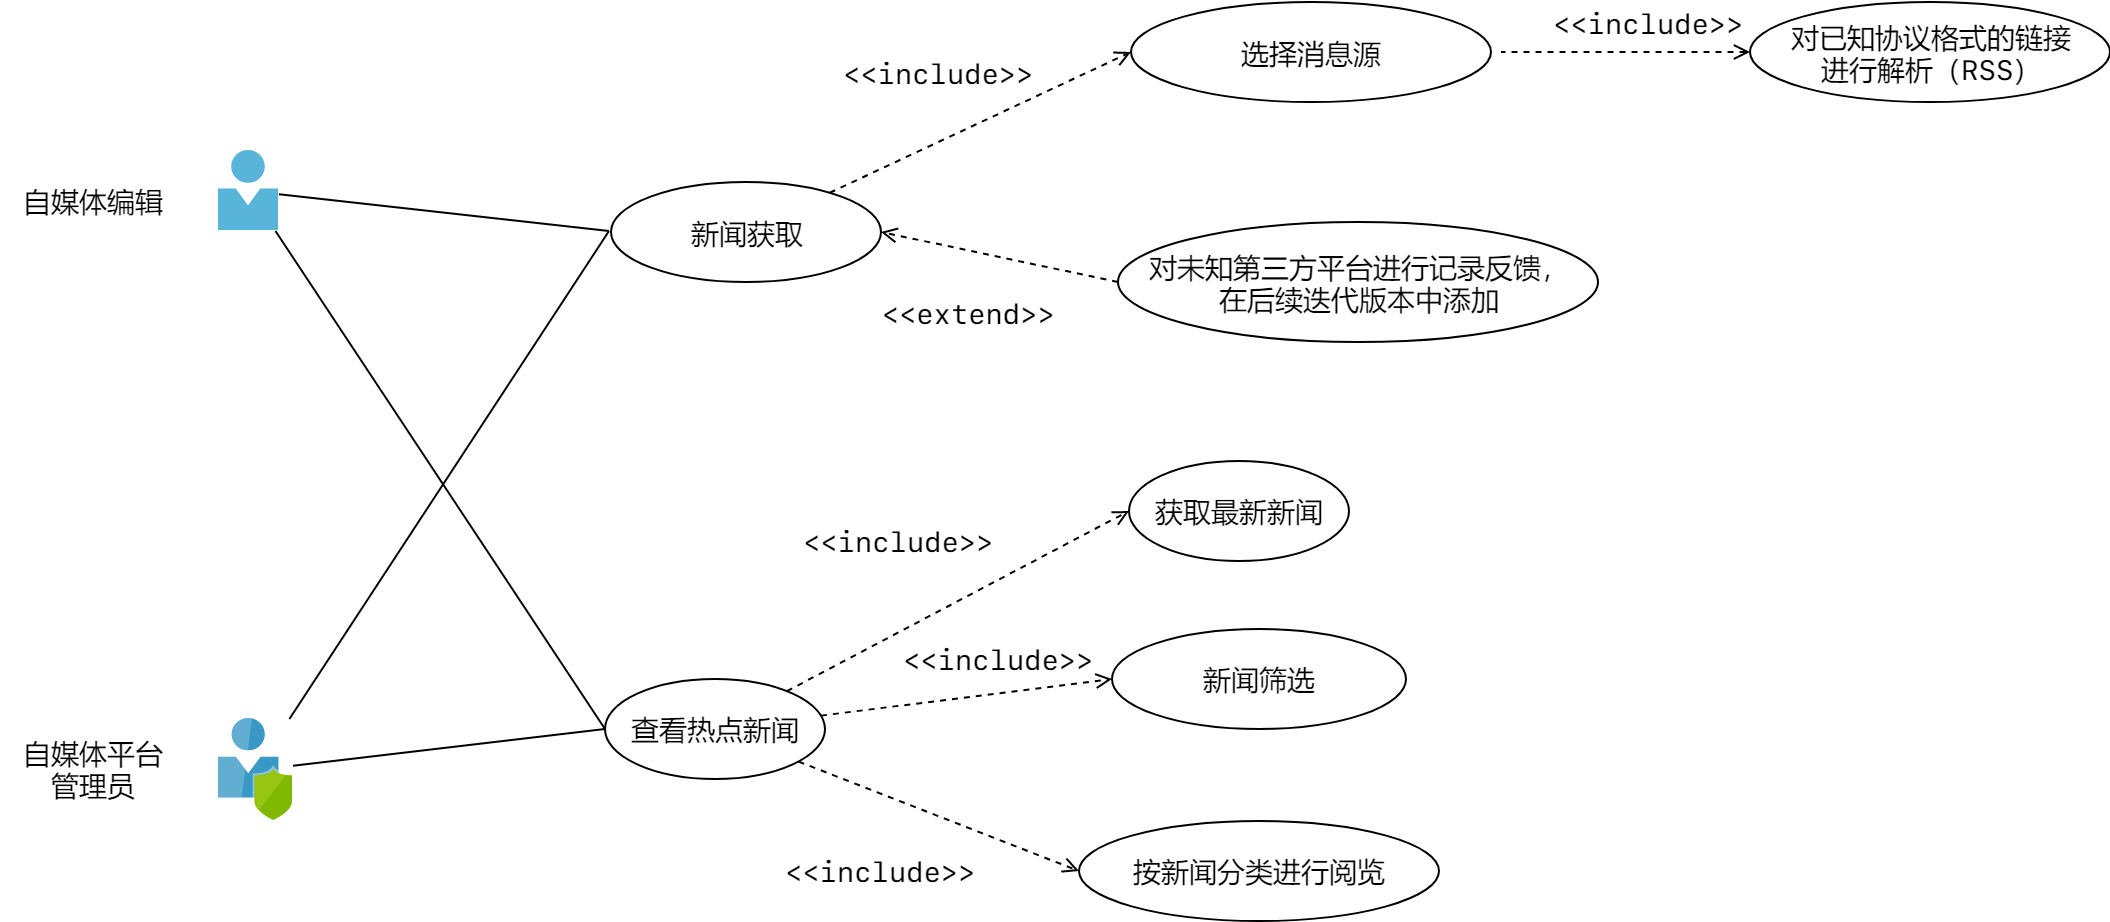 <<include>>
对已知协议格式的链接
进行解析（RSS）
选择消息源
<<include>>
自媒体编辑
新闻获取
对未知第三方平台进行记录反馈，
在后续迭代版本中添加
<<extend>>
获取最新新闻
<<include>>
<<include>>
新闻筛选
查看热点新闻
自媒体平台
管理员
<<include>>
按新闻分类进行阅览